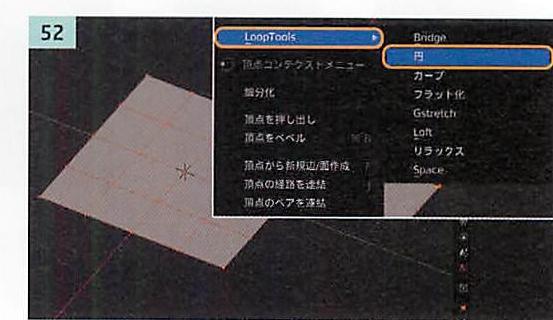 52
LoopTools
頂点コンテクストメニュー
細分化
頂点を押し出し
頂点をベベル
頂点から新規辺/面作成
頂点の経路を連結
頂点のペアを連結
Bridge
円
カーブ
フラット化
Gstretch
Loft
リラックス
Space